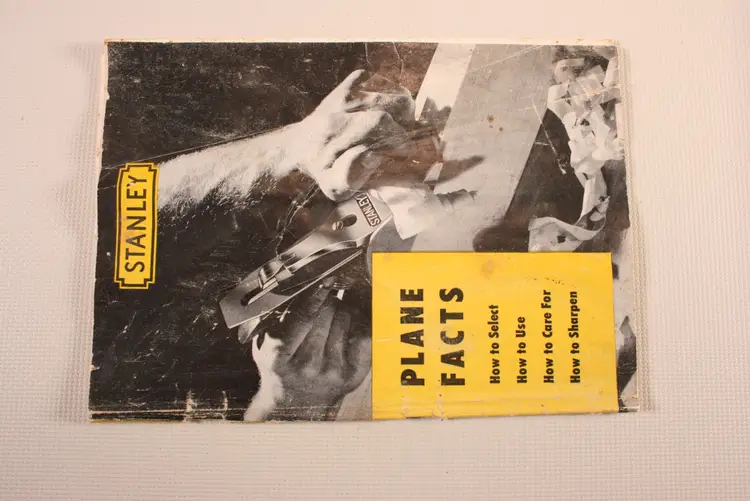 STANLEY
STANLEY
PLANE
FACTS
How to Select
How to Use
How to Care For
How to Sharpen